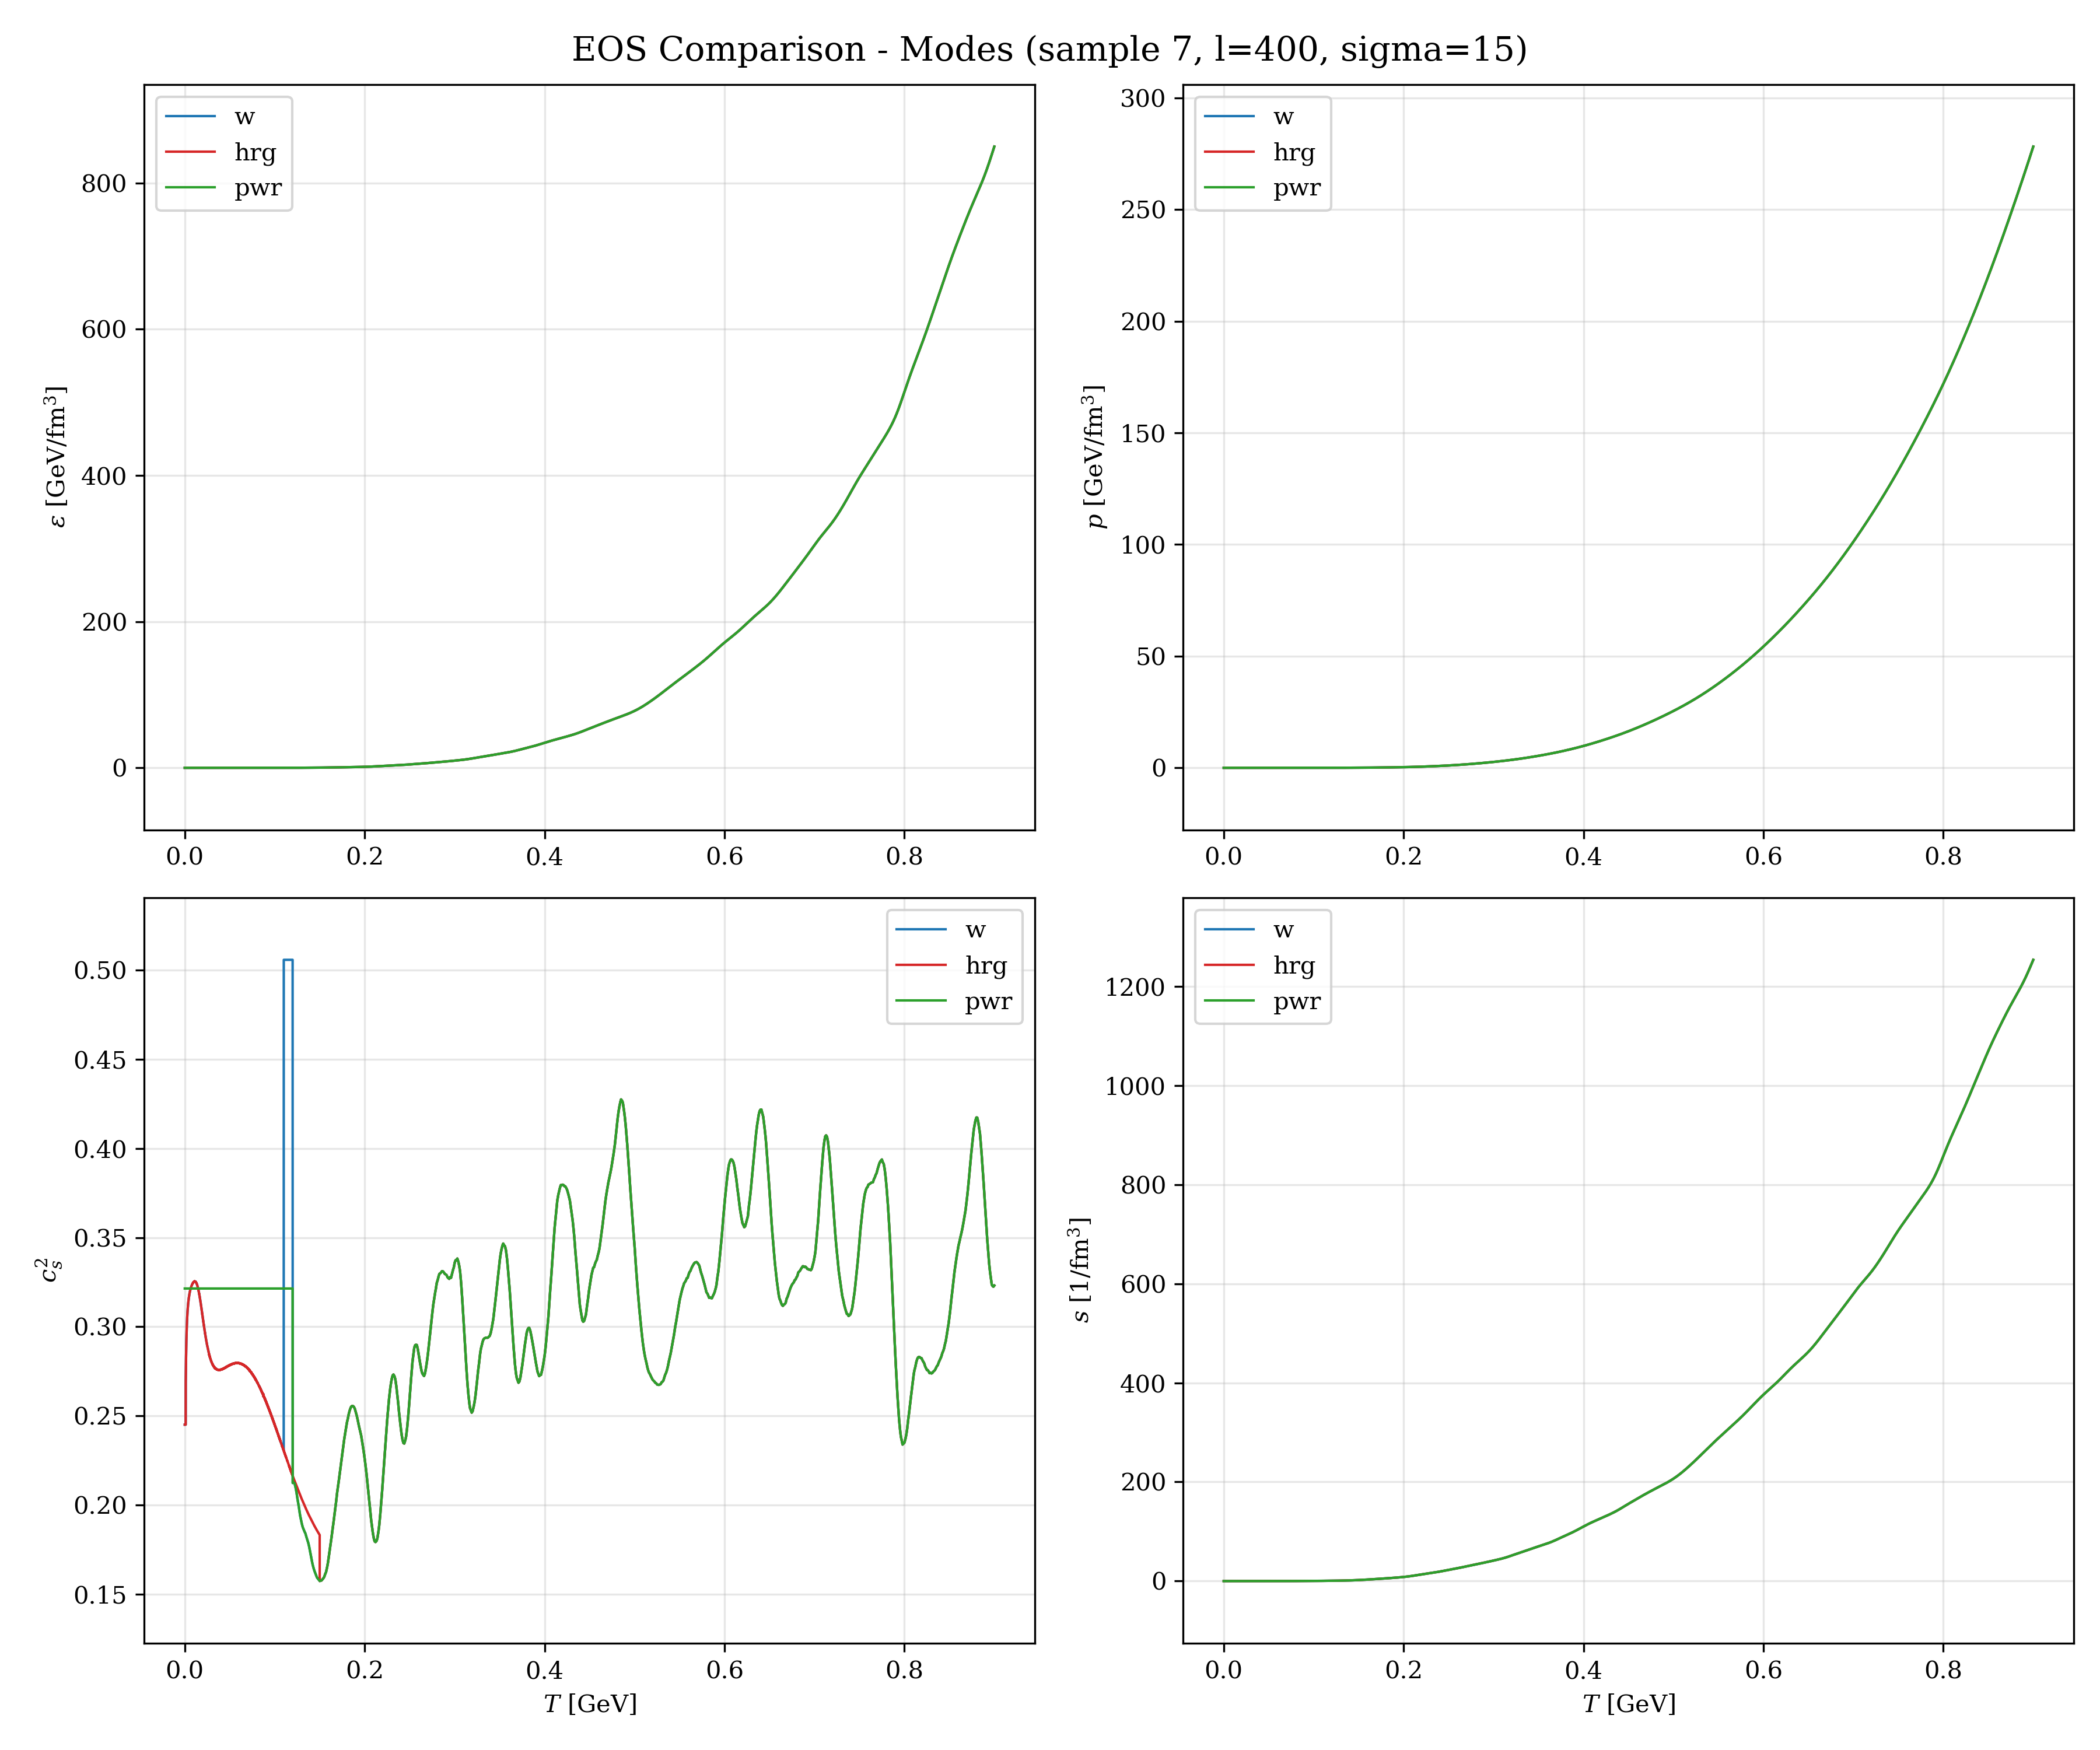 EOS Comparison - Modes (sample 7, l=400, sigma=15)
w
hrg
pwr
800
600
400
200
0
ε [GeV/fm³]
0.0 0.2 0.4 0.6 0.8
w
hrg
pwr
300
250
200
150
100
50
0
p [GeV/fm³]
0.0 0.2 0.4 0.6 0.8
w
hrg
pwr
0.50
0.45
0.40
0.35
0.30
0.25
0.20
0.15
c_s^2
0.0 0.2 0.4 0.6 0.8
T [GeV]
w
hrg
pwr
1200
1000
800
600
400
200
0
s [1/fm³]
0.0 0.2 0.4 0.6 0.8
T [GeV]